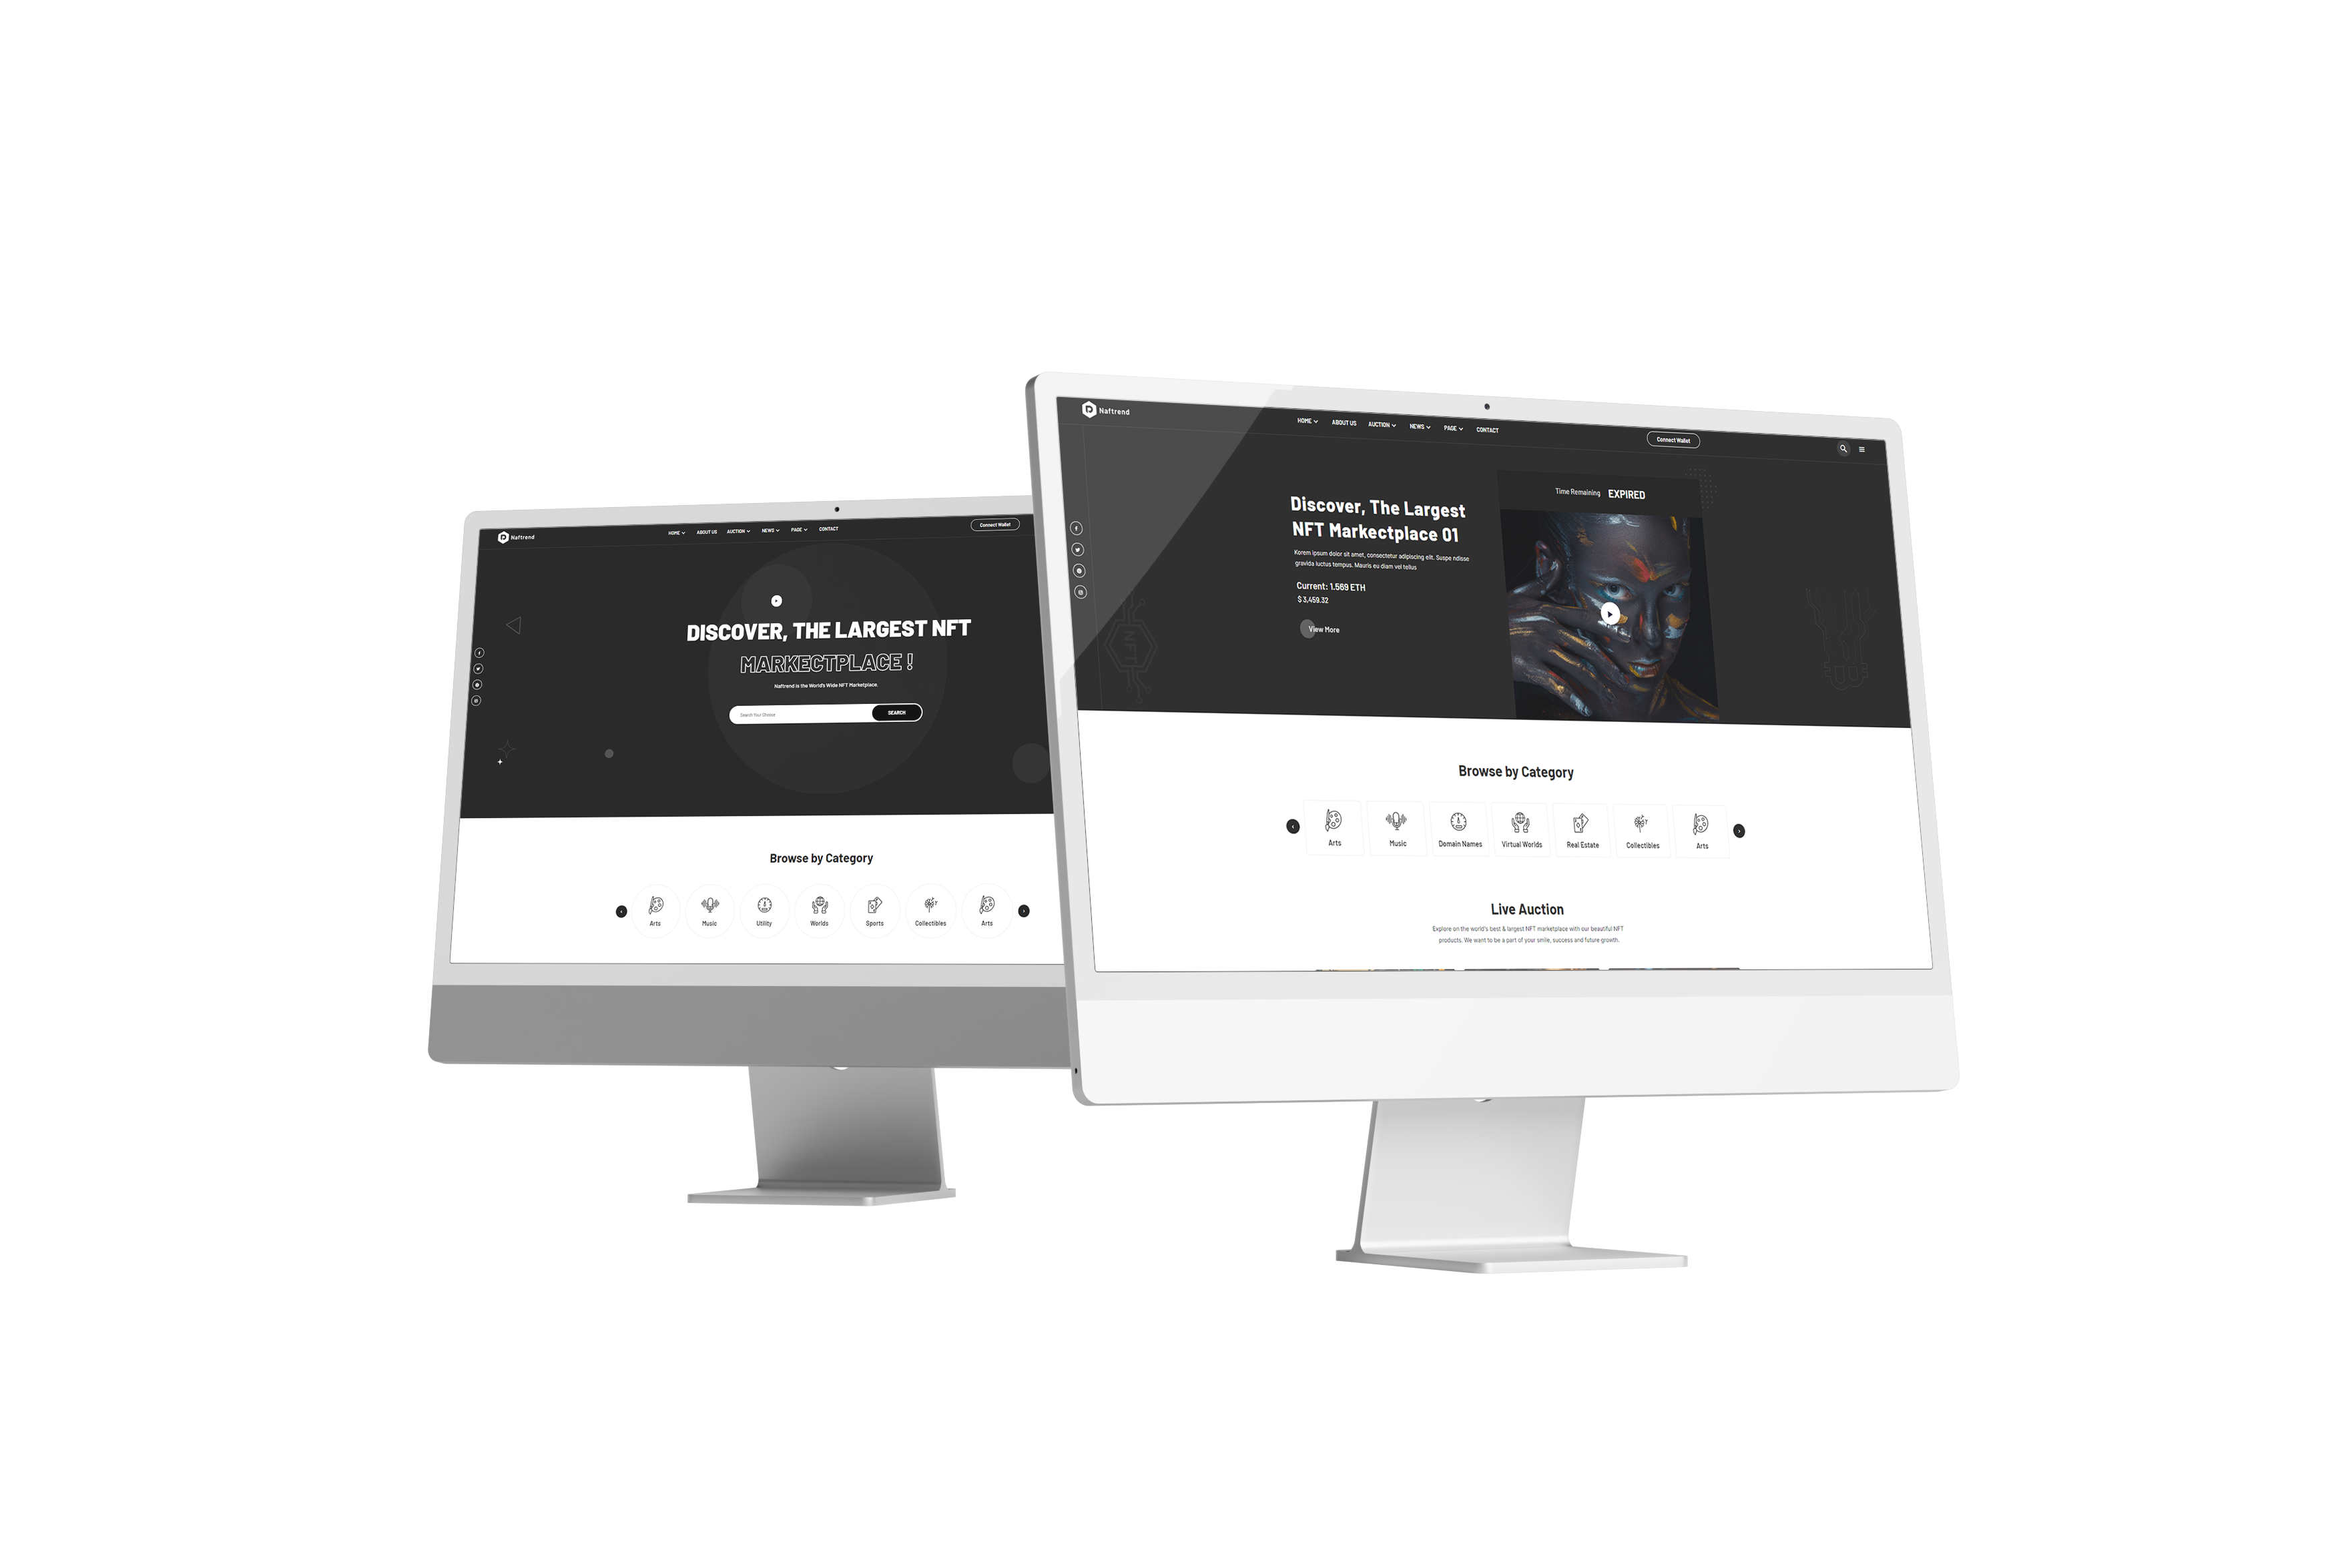 Naftrend
HOME ABOUT US AUCTION NEWS PAGE CONTACT
Connect Wallet
DISCOVER, THE LARGEST NFT
MARKECTPLACE !
Naftrend is the World's Wide NFT Marketplace.
Search Your Choose
SEARCH
Browse by Category
Arts
Music
Utility
Worlds
Sports
Collectibles
Arts
Naftrend
HOME ABOUT US AUCTION NEWS PAGE CONTACT
Connect Wallet
Discover, The Largest
NFT Markectplace 01
Korem ipsum dolor sit amet, consectetur adipiscing elit. Suspe ndisse
gravida luctus tempus. Mauris eu diam vel tellus
Current: 1.569 ETH
$ 3,459.32
View More
Time Remaining EXPIRED
NFT
Browse by Category
Arts
Music
Domain Names
Virtual Worlds
Real Estate
Collectibles
Arts
Live Auction
Explore on the world's best & largest NFT marketplace with our beautiful NFT
products. We want to be a part of your smile, success and future growth.